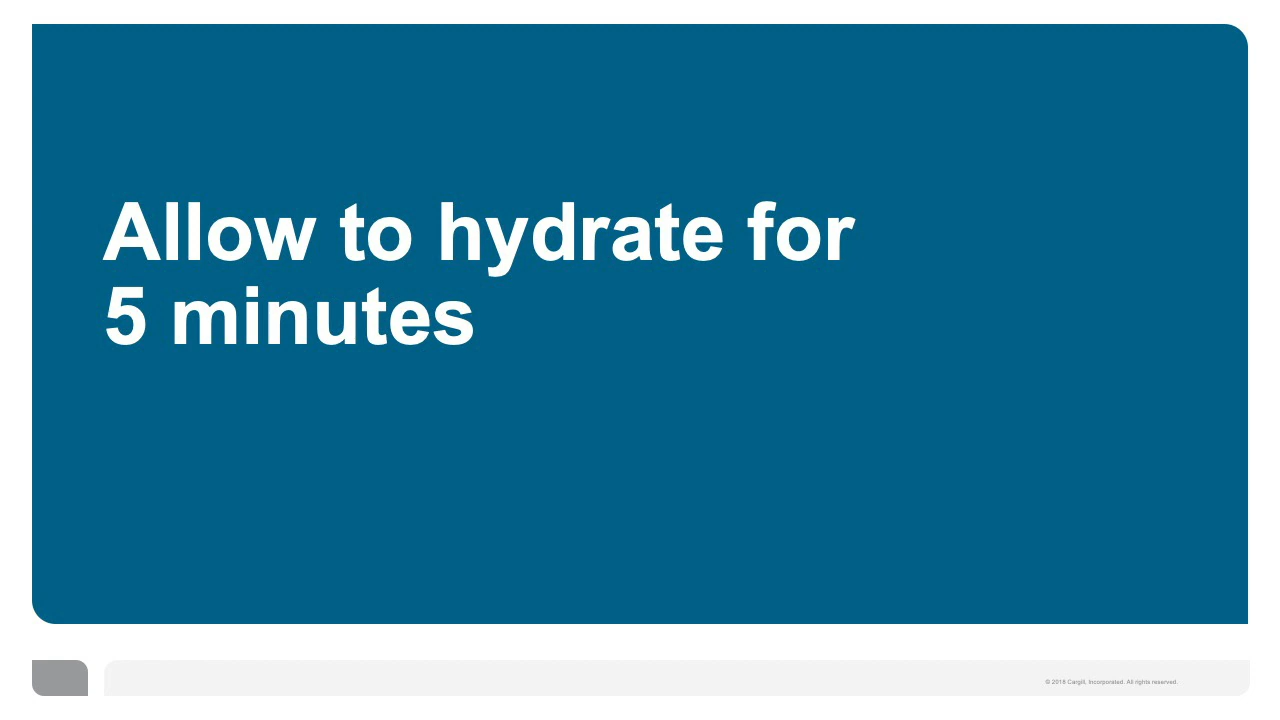 Allow to hydrate for
5 minutes
© 2018 Cargill, Incorporated. All rights reserved.